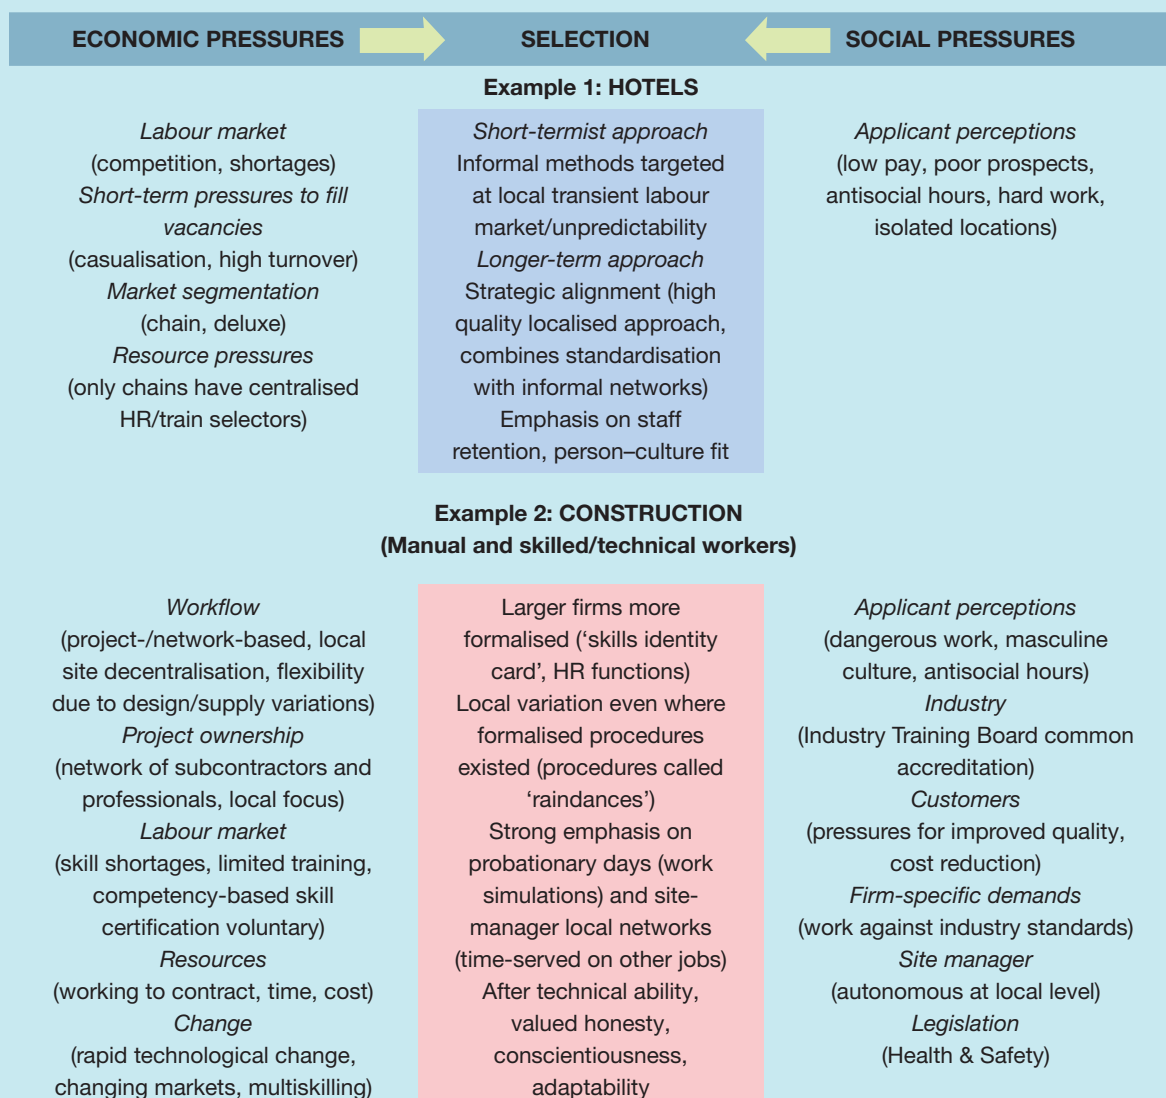 ECONOMIC PRESSURES
SELECTION
SOCIAL PRESSURES
Example 1: HOTELS
Labour market
(competition, shortages)
Short-term pressures to fill
vacancies
(casualisation, high turnover)
Market segmentation
(chain, deluxe)
Resource pressures
(only chains have centralised
HR/train selectors)
Short-termist approach
Informal methods targeted
at local transient labour
market/unpredictability
Longer-term approach
Strategic alignment (high
quality localised approach,
combines standardisation
with informal networks)
Emphasis on staff
retention, person–culture fit
Applicant perceptions
(low pay, poor prospects,
antisocial hours, hard work,
isolated locations)
Example 2: CONSTRUCTION
(Manual and skilled/technical workers)
Workflow
(project-/network-based, local
site decentralisation, flexibility
due to design/supply variations)
Project ownership
(network of subcontractors and
professionals, local focus)
Labour market
(skill shortages, limited training,
competency-based skill
certification voluntary)
Resources
(working to contract, time, cost)
Change
(rapid technological change,
changing markets, multiskilling)
Larger firms more
formalised (‘skills identity
card’, HR functions)
Local variation even where
formalised procedures
existed (procedures called
‘raindances’)
Strong emphasis on
probationary days (work
simulations) and site-
manager local networks
(time-served on other jobs)
After technical ability,
valued honesty,
conscientiousness,
adaptability
Applicant perceptions
(dangerous work, masculine
culture, antisocial hours)
Industry
(Industry Training Board common
accreditation)
Customers
(pressures for improved quality,
cost reduction)
Firm-specific demands
(work against industry standards)
Site manager
(autonomous at local level)
Legislation
(Health & Safety)